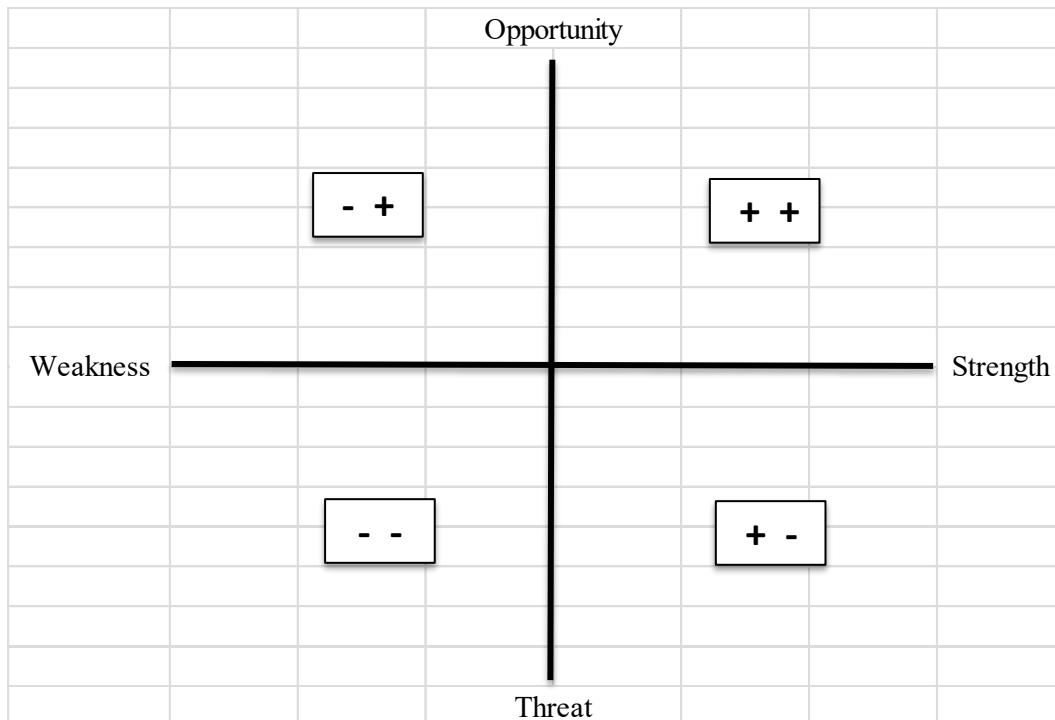 Opportunity
- +
+ +
Weakness
Strength
- -
+ -
Threat